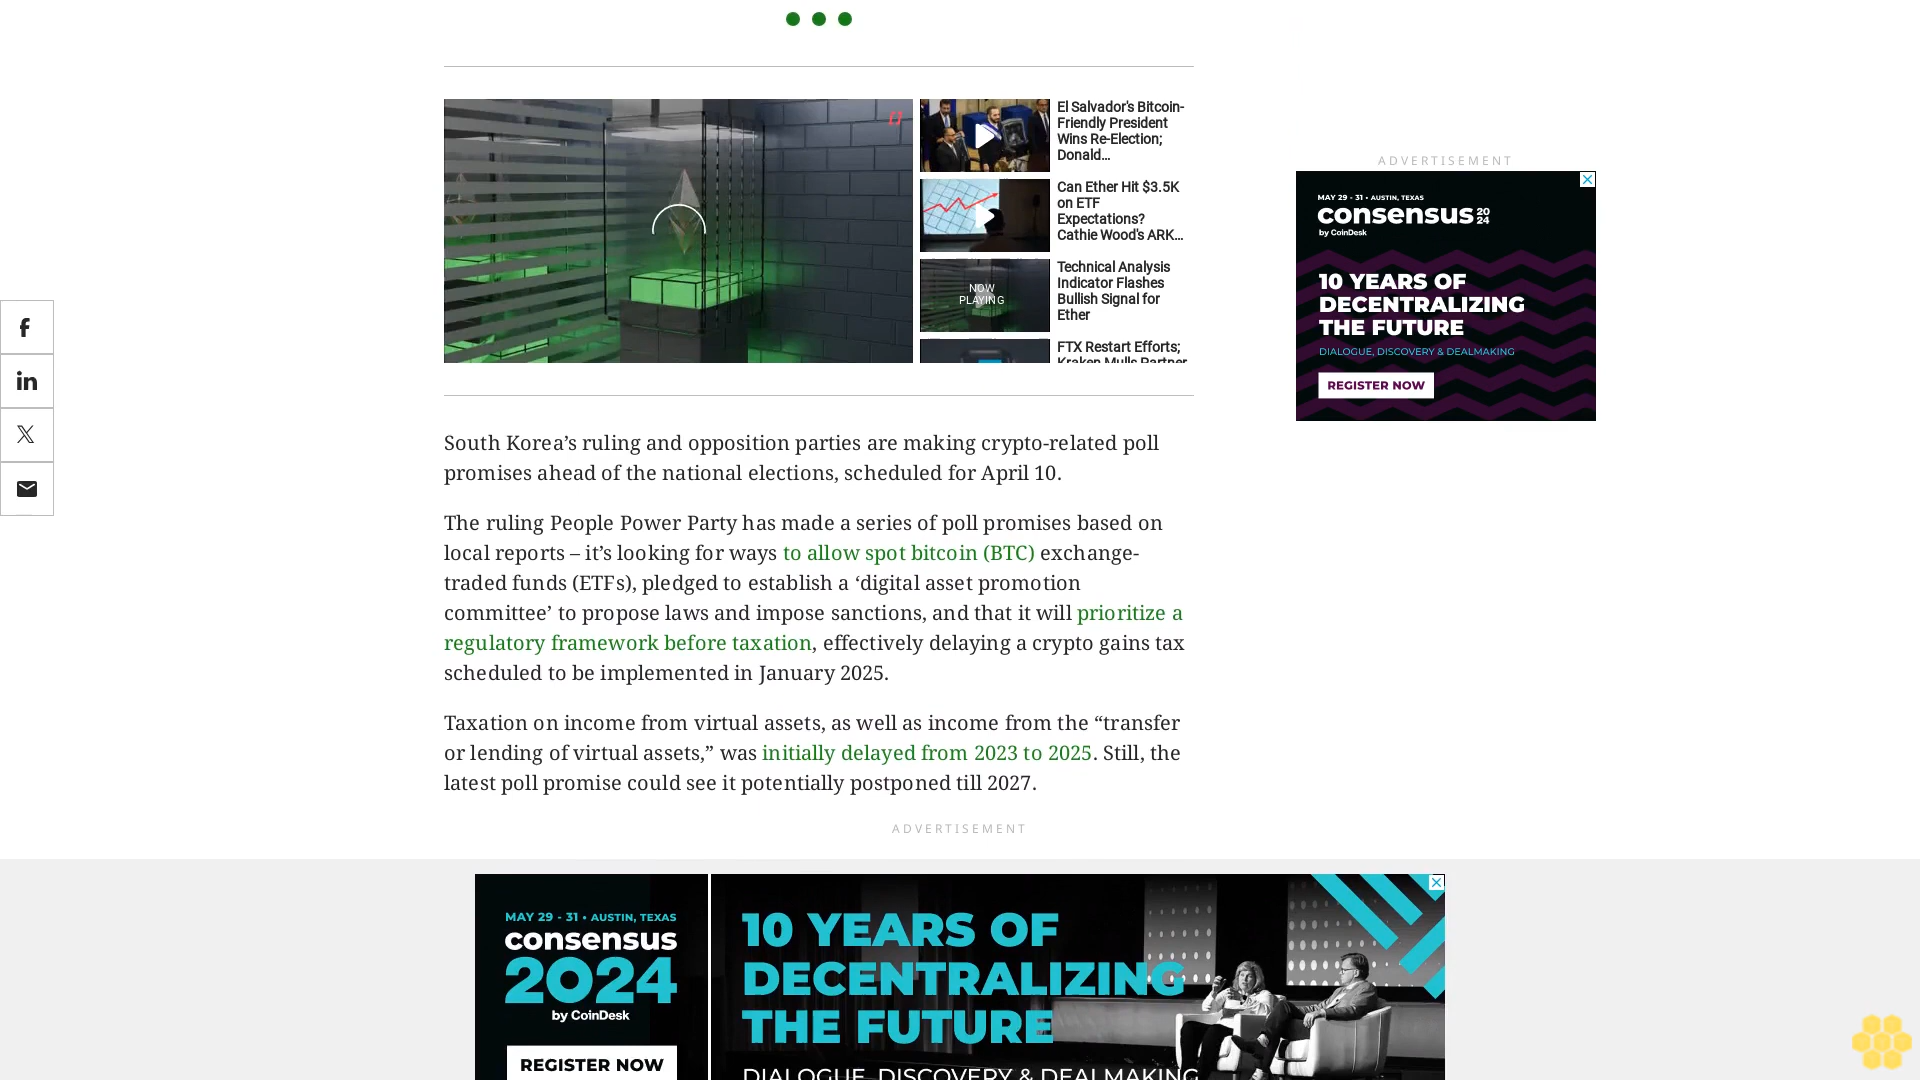 El Salvador's Bitcoin-
Friendly President
Wins Re-Election;
Donald...
Can Ether Hit $3.5K
on ETF
Expectations?
Cathie Wood's ARK...
NOW
PLAYING
Technical Analysis
Indicator Flashes
Bullish Signal for
Ether
FTX Restart Efforts;
Kraken Mulls Partner
ADVERTISEMENT
MAY 29 - 31 • AUSTIN, TEXAS
consensus 20
24
by CoinDesk
10 YEARS OF
DECENTRALIZING
THE FUTURE
DIALOGUE, DISCOVERY & DEALMAKING
REGISTER NOW
South Korea’s ruling and opposition parties are making crypto-related poll
promises ahead of the national elections, scheduled for April 10.
The ruling People Power Party has made a series of poll promises based on
local reports – it’s looking for ways to allow spot bitcoin (BTC) exchange-
traded funds (ETFs), pledged to establish a ‘digital asset promotion
committee’ to propose laws and impose sanctions, and that it will prioritize a
regulatory framework before taxation, effectively delaying a crypto gains tax
scheduled to be implemented in January 2025.
Taxation on income from virtual assets, as well as income from the “transfer
or lending of virtual assets,” was initially delayed from 2023 to 2025. Still, the
latest poll promise could see it potentially postponed till 2027.
ADVERTISEMENT
MAY 29 - 31 • AUSTIN, TEXAS
consensus
2024
by CoinDesk
REGISTER NOW
10 YEARS OF
DECENTRALIZING
THE FUTURE
DIALOGUE, DISCOVERY & DEALMAKING